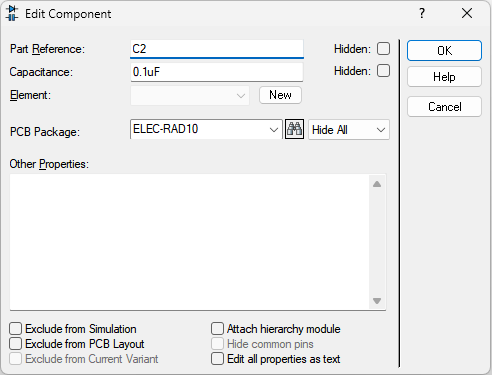 Edit Component
?
Part Reference: C2 Hidden: OK
Capacitance: 0.1uF Hidden: Help
Element: New Cancel
PCB Package: ELEC-RAD10 Hide All
Other Properties:
Exclude from Simulation Attach hierarchy module
Exclude from PCB Layout Hide common pins
Exclude from Current Variant Edit all properties as text